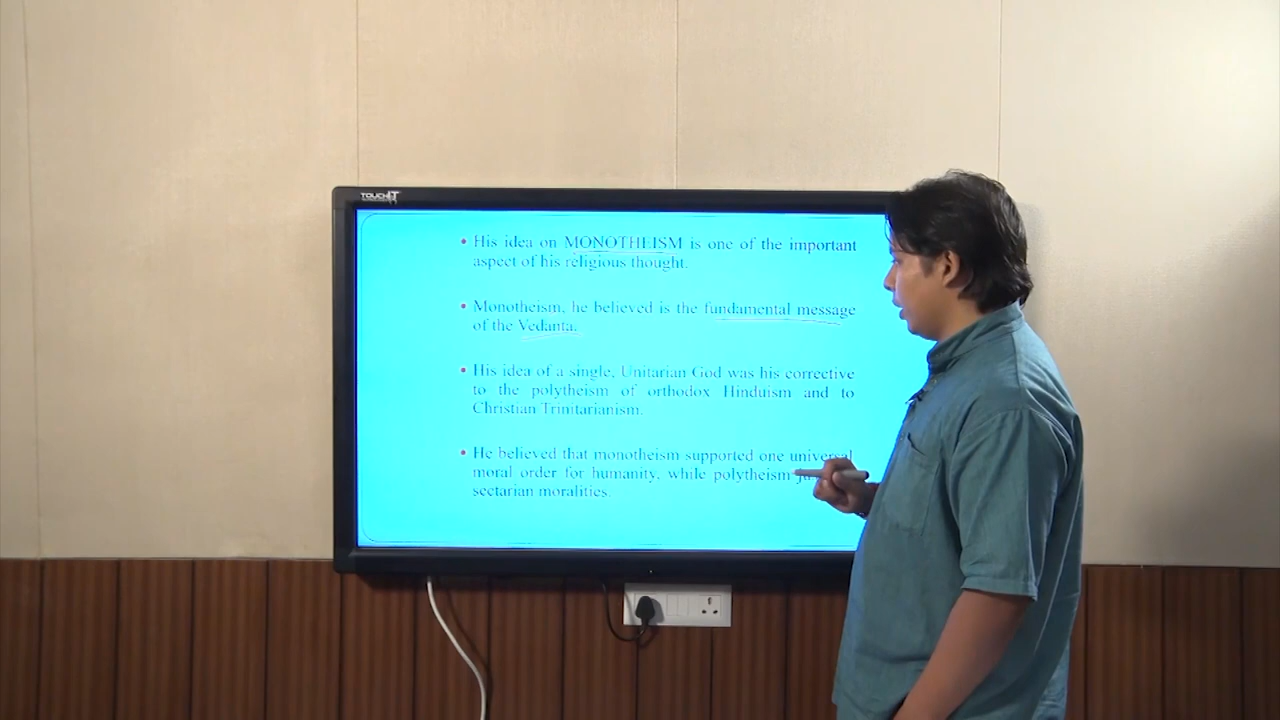 TOUCHIT
• His idea on MONOTHEISM is one of the important
aspect of his religious thought.
• Monotheism, he believed is the fundamental message
of the Vedanta.
• His idea of a single, Unitarian God was his corrective
to the polytheism of orthodox Hinduism and to
Christian Trinitarianism.
• He believed that monotheism supported one universal
moral order for humanity, while polytheism
sectarian moralities.